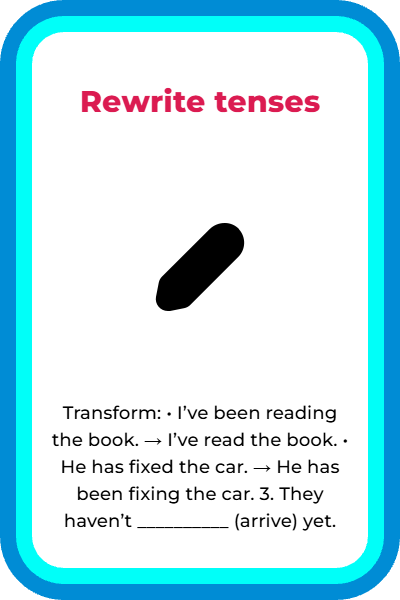 Rewrite tenses
Transform: • I’ve been reading
the book. → I’ve read the book. •
He has fixed the car. → He has
been fixing the car. 3. They
haven’t __________ (arrive) yet.